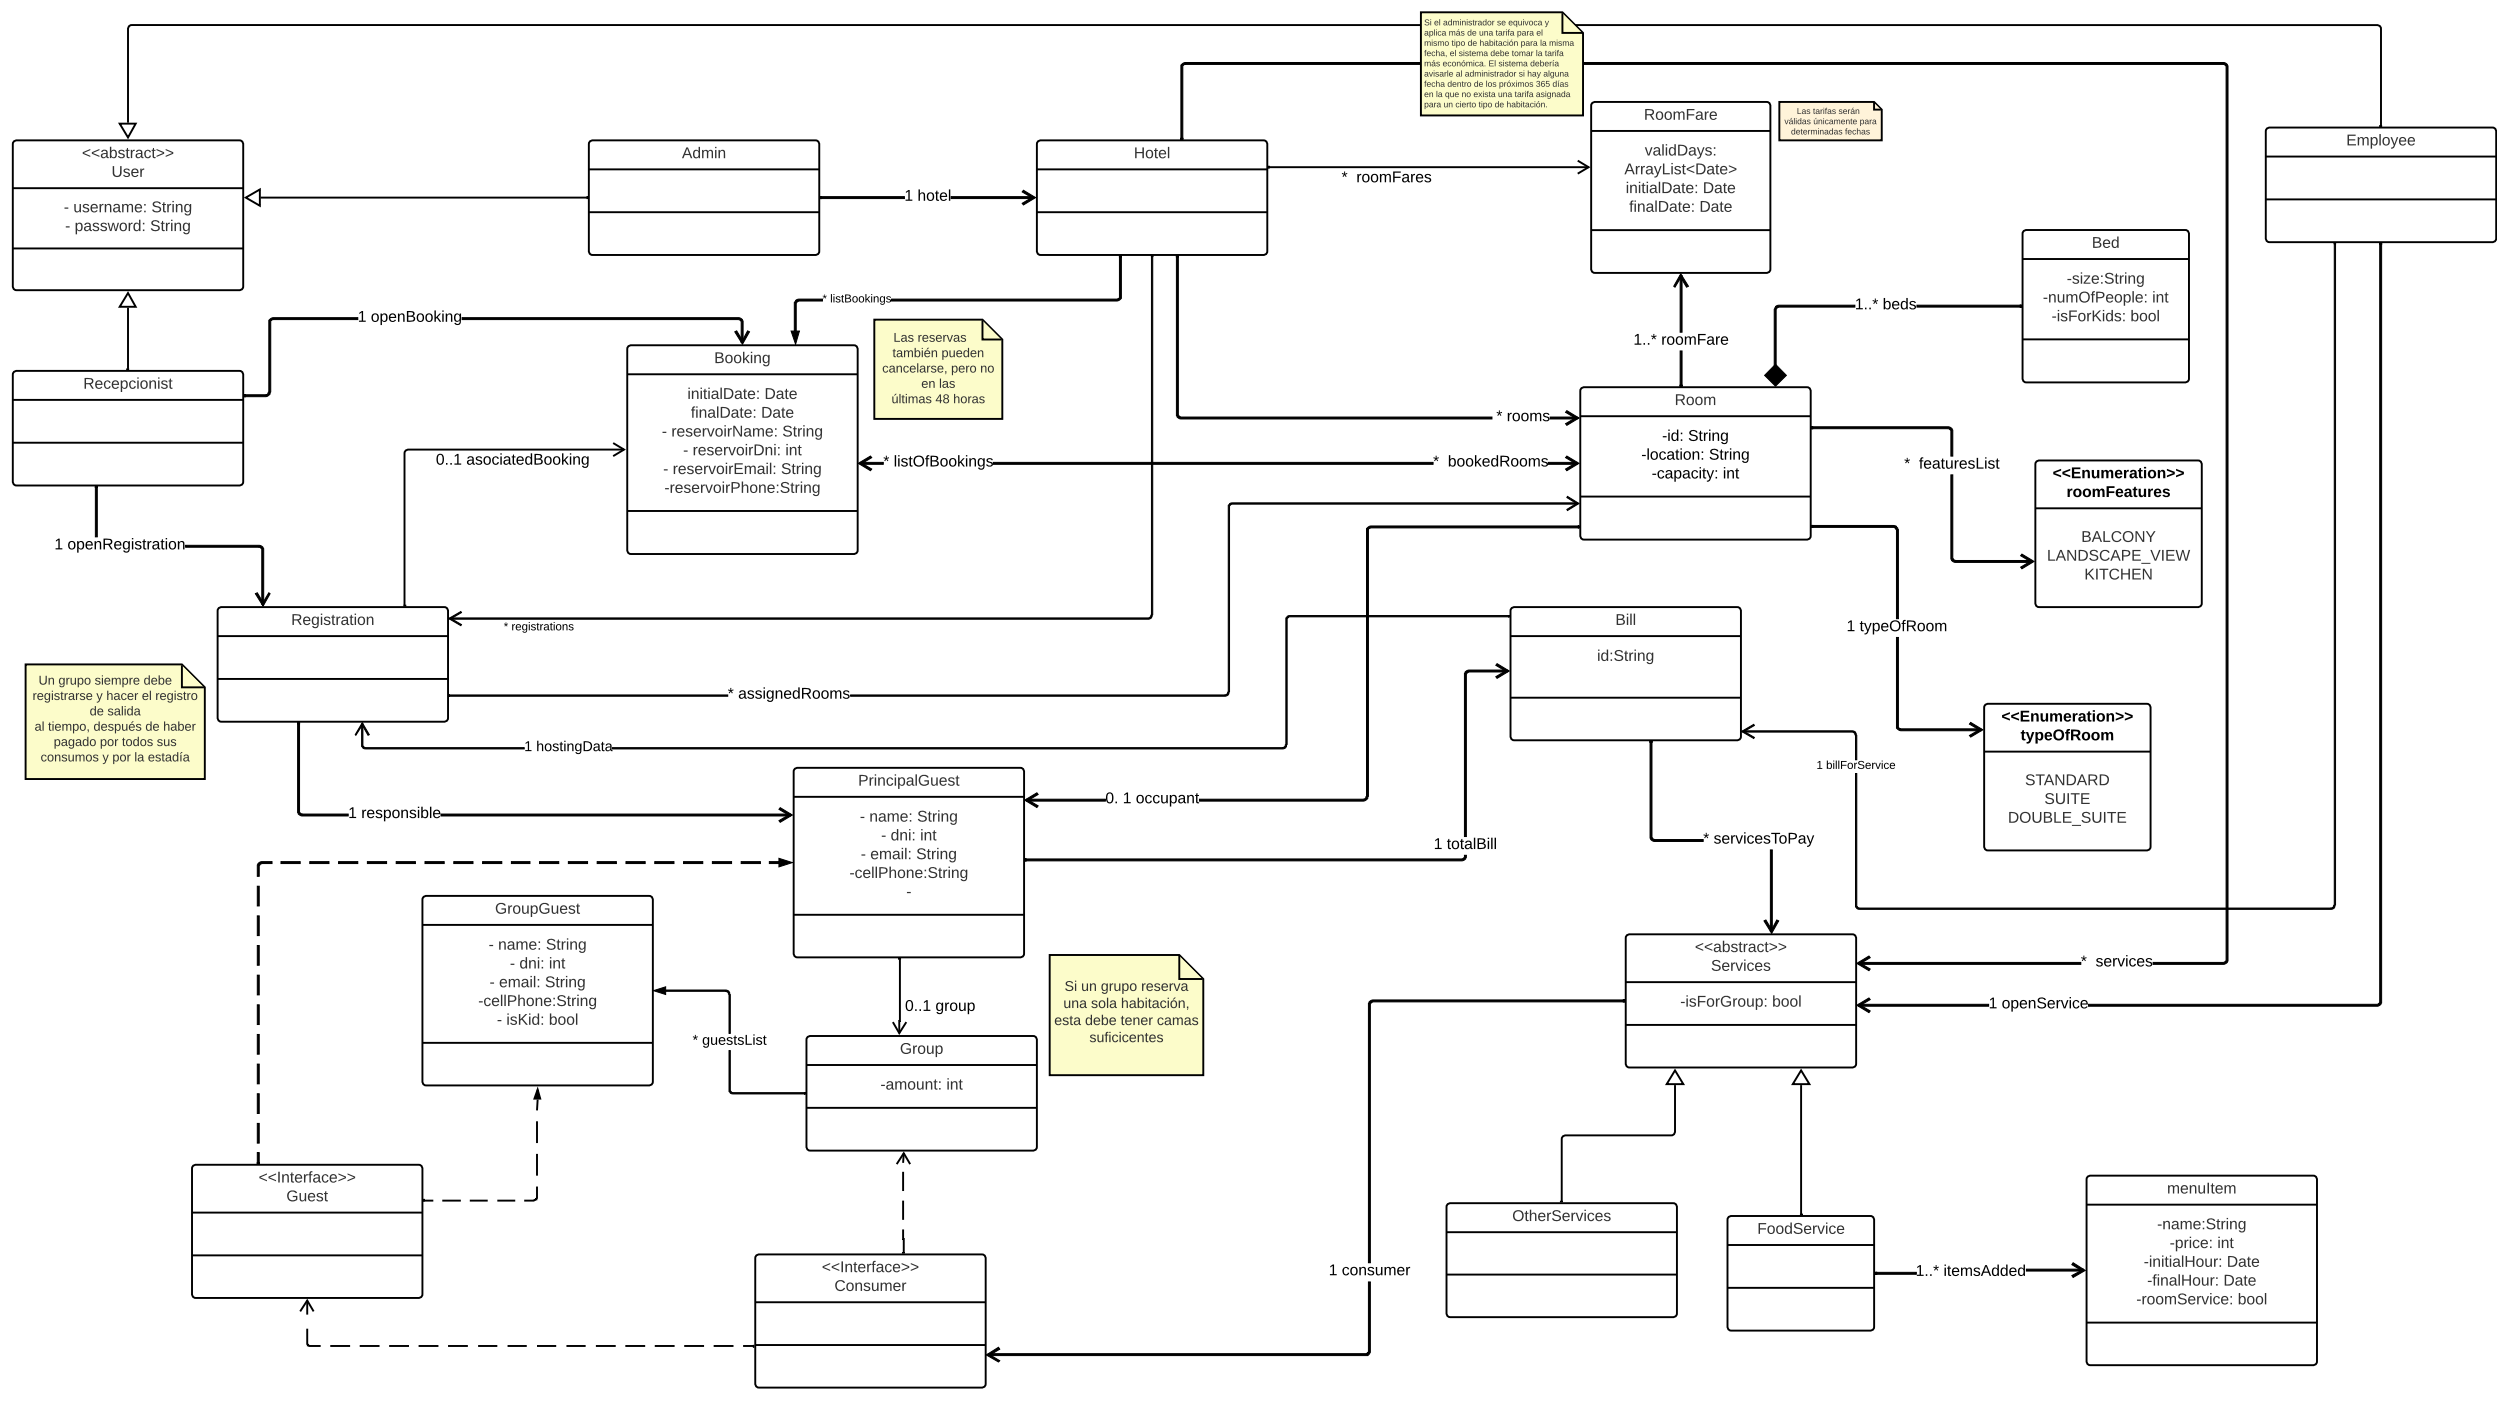 Si el administrador se equivoca y
aplica más de una tarifa para el
mismo tipo de habitación para la misma
fecha, el sistema debe tomar la tarifa
más económica. El sistema debería
avisarle al administrador si hay alguna
fecha dentro de los próximos 365 días
en la que no exista una tarifa asignada
para un cierto tipo de habitación.
<<abstract>>
User
- username: String
- password: String
Admin
1 hotel
Hotel
* roomFares
RoomFare
validDays:
ArrayList<Date>
initialDate: Date
finalDate: Date
Las tarifas serán
válidas únicamente para
determinadas fechas
Employee
Bed
-size:String
-numOfPeople: int
-isForKids: bool
1..* beds
* listBookings
1 openBooking
1..* roomFare
Recepcionist
Booking
initialDate: Date
finalDate: Date
- reservoirName: String
- reservoirDni: int
- reservoirEmail: String
-reservoirPhone:String
Las reservas
también pueden
cancelarse, pero no
en las
últimas 48 horas
* rooms
Room
-id: String
-location: String
-capacity: int
0..1 asociatedBooking
* listOfBookings
* bookedRooms
* featuresList
<<Enumeration>>
roomFeatures
BALCONY
LANDSCAPE_VIEW
KITCHEN
1 openRegistration
Registration
* registrations
Bill
id:String
1 typeOfRoom
Un grupo siempre debe
registrarse y hacer el registro
de salida
al tiempo, después de haber
pagado por todos sus
consumos y por la estadía
* assignedRooms
1 hostingData
<<Enumeration>>
typeOfRoom
STANDARD
SUITE
DOUBLE_SUITE
1 billForService
1 responsible
PrincipalGuest
- name: String
- dni: int
- email: String
-cellPhone:String
-
0. 1 occupant
1 totalBill
* servicesToPay
GroupGuest
- name: String
- dni: int
- email: String
-cellPhone:String
- isKid: bool
<<abstract>>
Services
-isForGroup: bool
* services
1 openService
0..1 group
Si un grupo reserva
una sola habitación,
esta debe tener camas
suficicentes
* guestsList
Group
-amount: int
<<Interface>>
Guest
<<Interface>>
Consumer
1 consumer
OtherServices
FoodService
1..* itemsAdded
menuItem
-name:String
-price: int
-initialHour: Date
-finalHour: Date
-roomService: bool